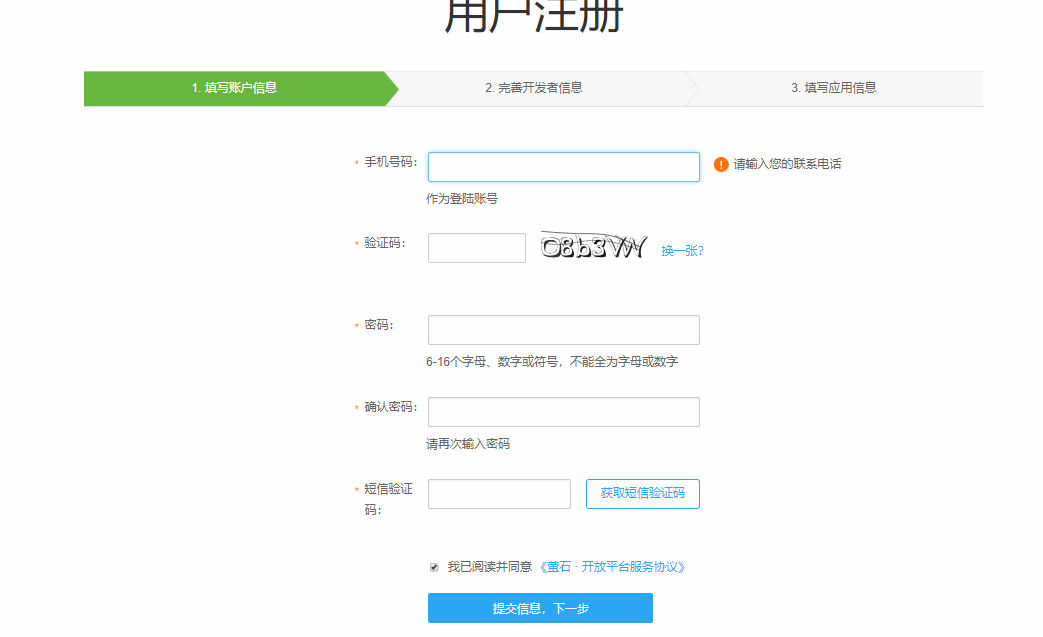 用户注册
1. 填写账户信息
2. 完善开发者信息
3. 填写应用信息
* 手机号码:
! 请输入您的联系电话
作为登陆账号
* 验证码:
O8b3VW
换一张?
* 密码:
6-16个字母、数字或符号，不能全为字母或数字
* 确认密码:
请再次输入密码
* 短信验证
码:
获取短信验证码
我已阅读并同意 《萤石 · 开放平台服务协议》
提交信息，下一步